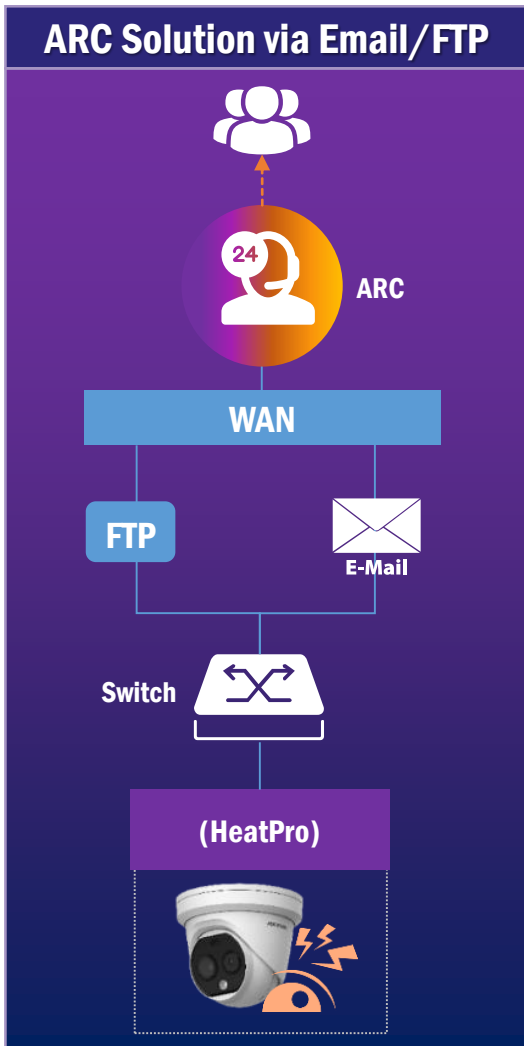 ARC Solution via Email/FTP
24
ARC
WAN
FTP
E-Mail
Switch
(HeatPro)